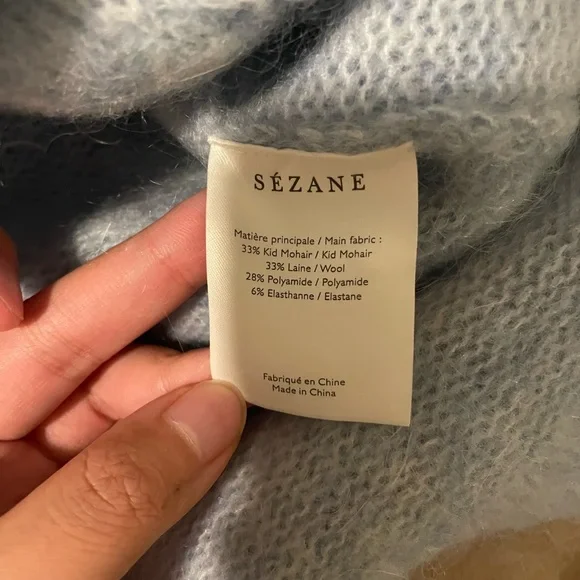 SÉZANE
Matière principale / Main fabric :
33% Kid Mohair / Kid Mohair
33% Laine / Wool
28% Polyamide / Polyamide
6% Elasthanne / Elastane
Fabriqué en Chine
Made in China